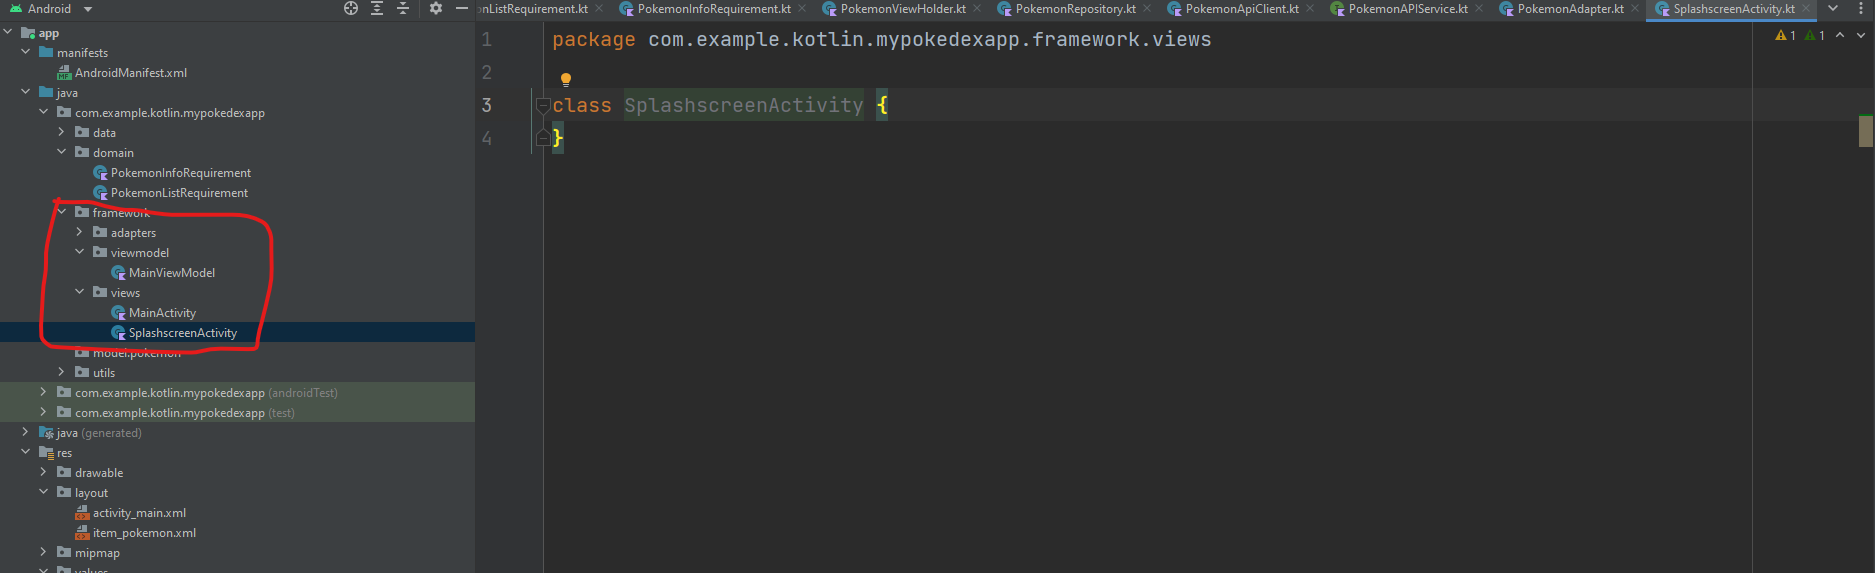 Android
app
manifests
AndroidManifest.xml
java
com.example.kotlin.mypokedexapp
data
domain
PokemonInfoRequirement
PokemonListRequirement
framework
adapters
viewmodel
MainViewModel
views
MainActivity
SplashscreenActivity
model.pokemon
utils
com.example.kotlin.mypokedexapp (androidTest)
com.example.kotlin.mypokedexapp (test)
java (generated)
res
drawable
layout
activity_main.xml
item_pokemon.xml
mipmap
values
onListRequirement.kt PokemonInfoRequirement.kt PokemonViewHolder.kt PokemonRepository.kt PokemonApiClient.kt PokemonAPIService.kt PokemonAdapter.kt SplashscreenActivity.kt
1 package com.example.kotlin.mypokedexapp.framework.views
1 1
2
3 class SplashscreenActivity {
4 }